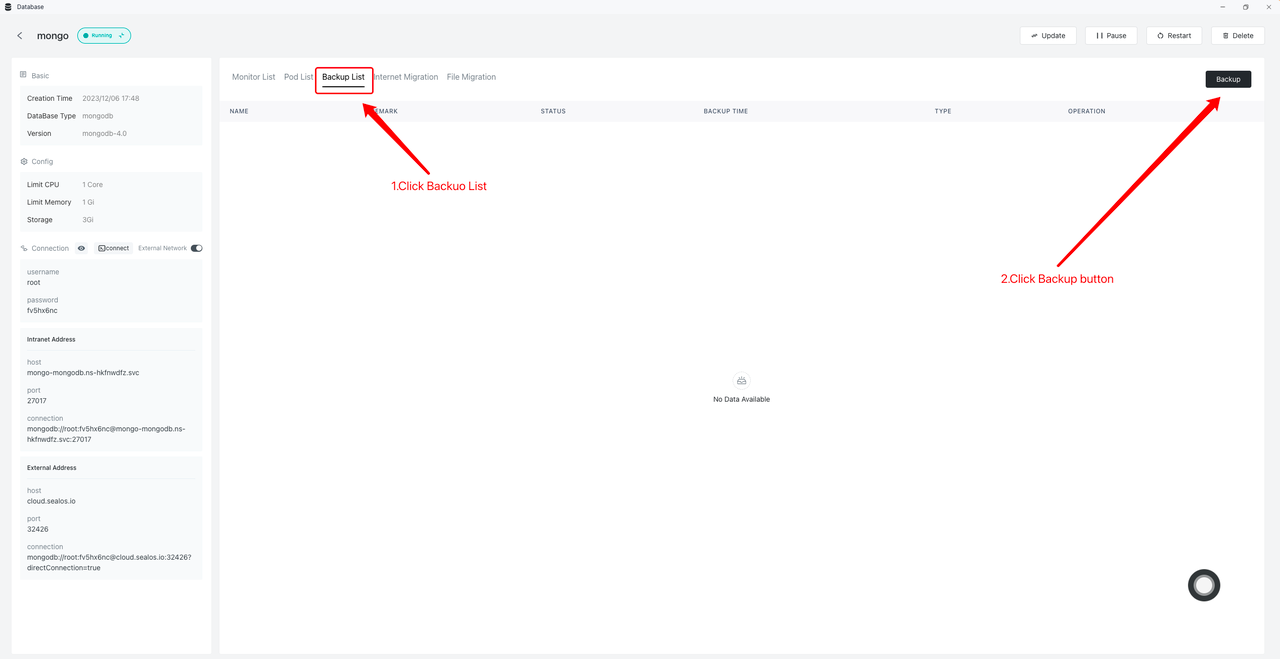 Database
mongo
Running
Update
Pause
Restart
Delete
Basic
Creation Time 2023/12/06 17:48
DataBase Type mongodb
Version mongodb-4.0
Config
Limit CPU 1 Core
Limit Memory 1 Gi
Storage 3Gi
Connection connect External Network
username
root
password
fv5hx6nc
Intranet Address
host
mongo-mongodb.ns-hkfnwdfz.svc
port
27017
connection
mongodb://root:fv5hx6nc@mongo-mongodb.ns-
hkfnwdfz.svc:27017
External Address
host
cloud.sealos.io
port
32426
connection
mongodb://root:fv5hx6nc@cloud.sealos.io:32426?
directConnection=true
Monitor List Pod List Backup List nternet Migration File Migration
Backup
NAME EMARK STATUS BACKUP TIME TYPE OPERATION
1.Click Backuo List
2.Click Backup button
No Data Available